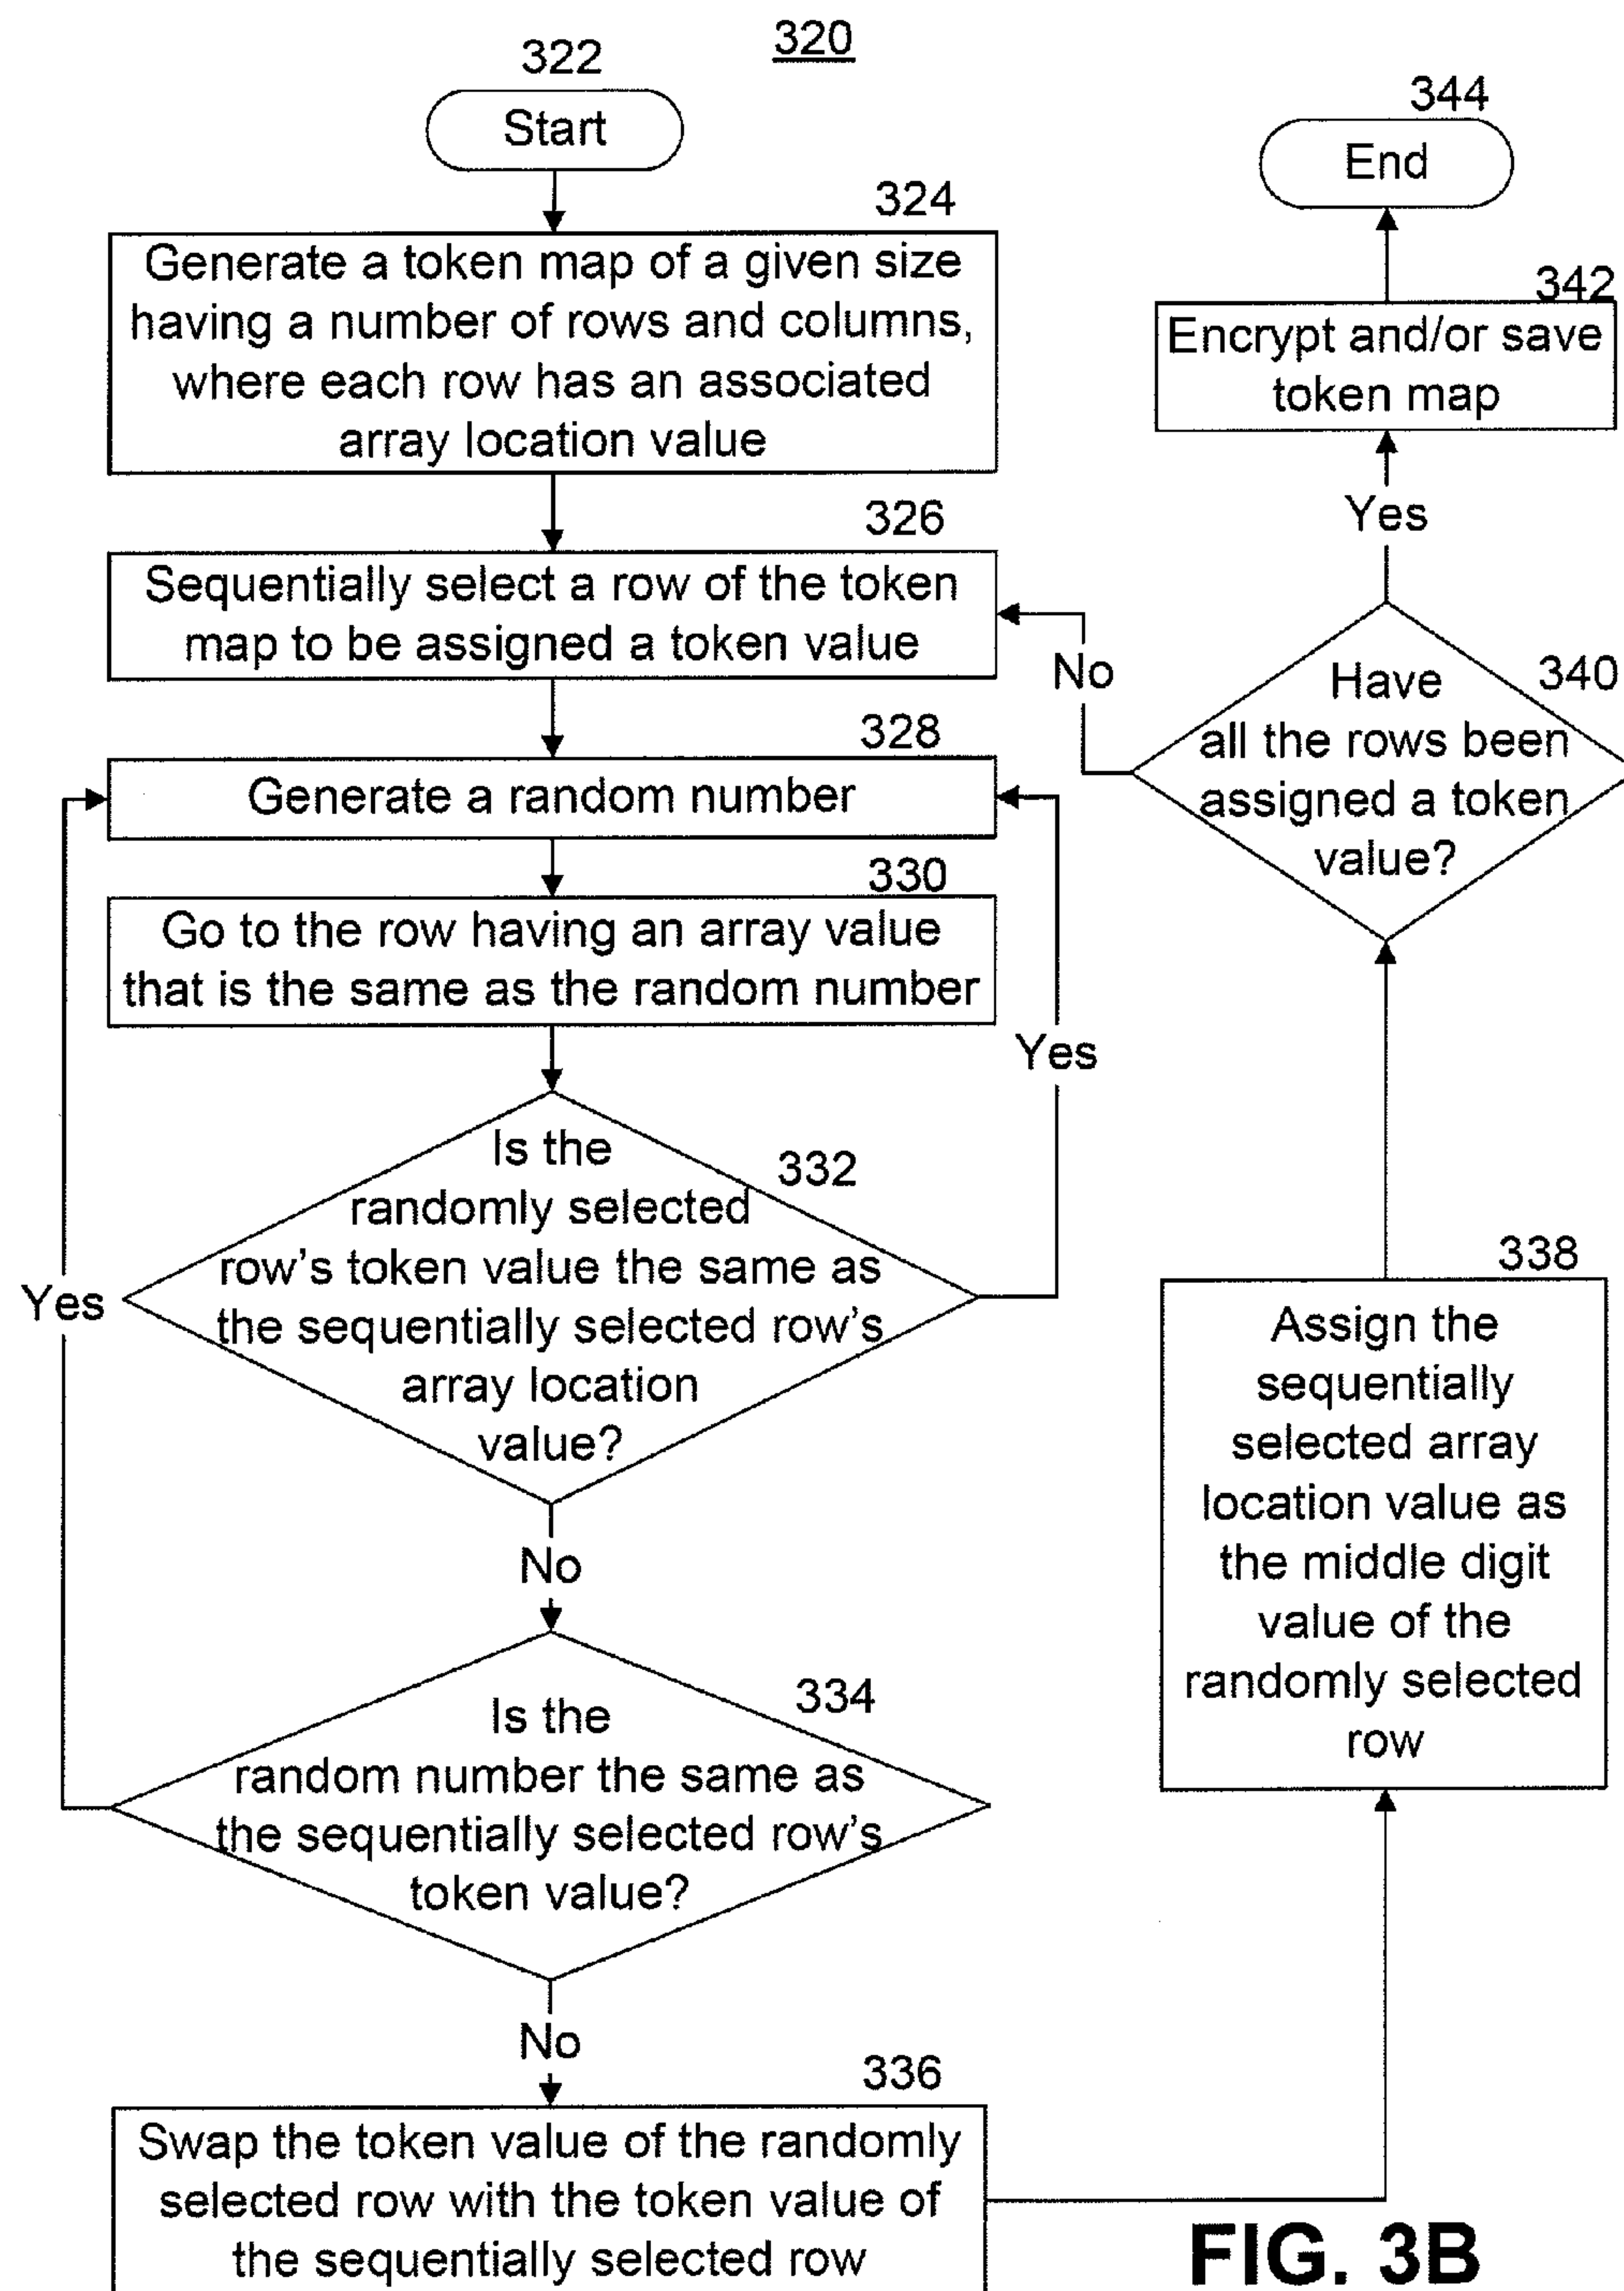 320
322
Start
324
Generate a token map of a given size
having a number of rows and columns,
where each row has an associated
array location value
326
Sequentially select a row of the token
map to be assigned a token value
328
Generate a random number
330
Go to the row having an array value
that is the same as the random number
Yes
332
Is the
randomly selected
row's token value the same as
the sequentially selected row's
array location
value?
Yes
No
334
Is the
random number the same as
the sequentially selected row's
token value?
No
336
Swap the token value of the randomly
selected row with the token value of
the sequentially selected row
338
Assign the
sequentially
selected array
location value as
the middle digit
value of the
randomly selected
row
340
Have
all the rows been
assigned a token
value?
No
Yes
342
Encrypt and/or save
token map
344
End
FIG. 3B